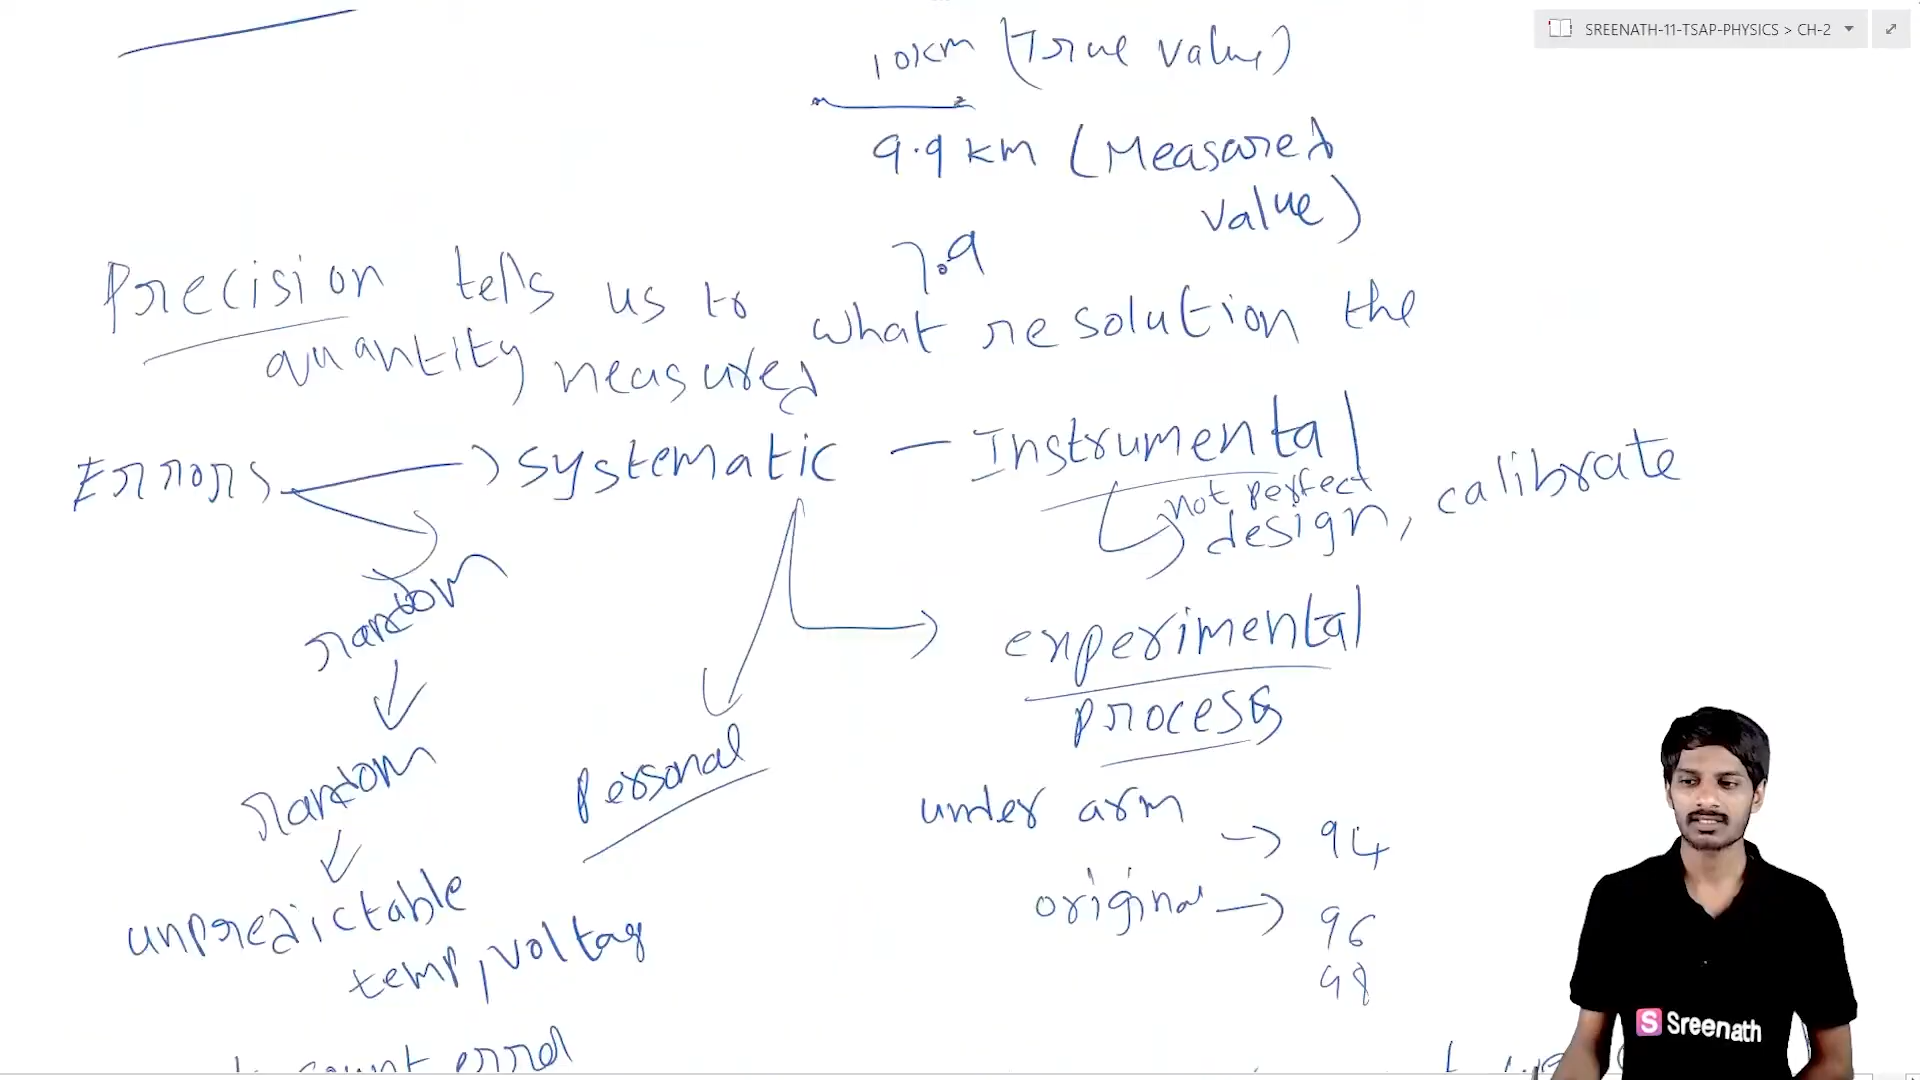 SREENATH-11-TSAP-PHYSICS > CH-2
10km (True value)
9.9 km (Measured
value)
7.9
Precision tells us to what resolution the
quantity measured
Errors systematic - Instrumental
not perfect
design, calibrate
random
experimental
process
random
Personal
under arm → 94
unpredictable
original → 96
temp, voltag
98
count error
S Sreenath